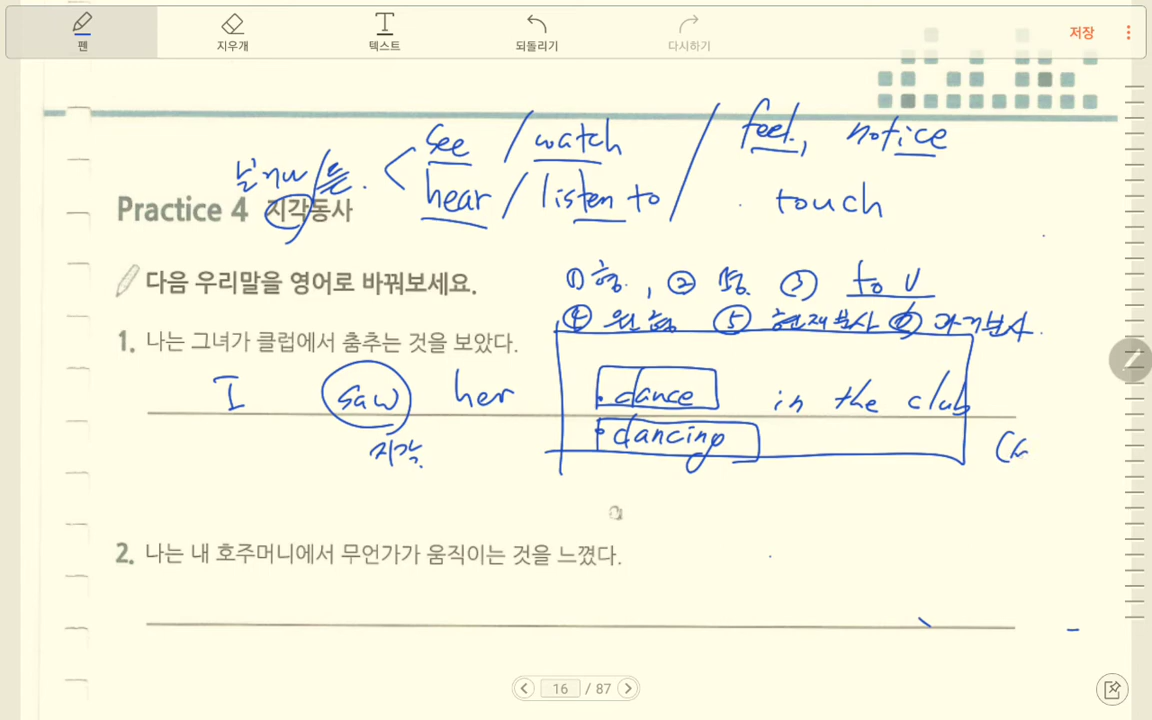 펜 지우개 텍스트 되돌리기 다시하기 저장
see / watch / feel, notice
hear / listen to / touch
Practice 4 지각동사
다음 우리말을 영어로 바꿔보세요.
① 형. , ② 명. ③ to V
④ 원형 ⑤ 현재분사 ⑥ 과거분사.
1. 나는 그녀가 클럽에서 춤추는 것을 보았다.
I saw her dance in the club
지각. dancing
2. 나는 내 호주머니에서 무언가가 움직이는 것을 느꼈다.
16 / 87